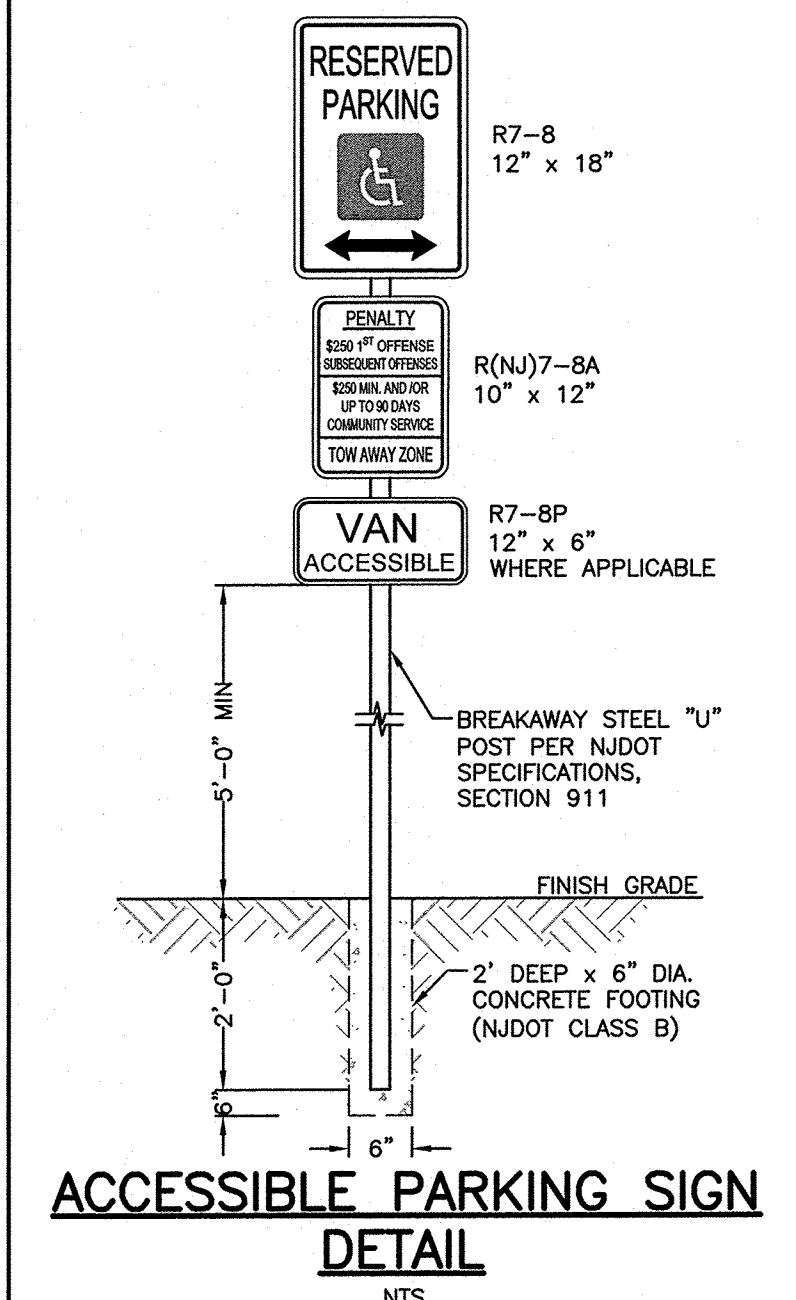 RESERVED
PARKING
R7-8
12" x 18"
PENALTY
$250 1ST OFFENSE
SUBSEQUENT OFFENSES
$250 MIN. AND /OR
UP TO 90 DAYS
COMMUNITY SERVICE
TOW AWAY ZONE
R(NJ)7-8A
10" x 12"
VAN
ACCESSIBLE
R7-8P
12" x 6"
WHERE APPLICABLE
5'-0" MIN
BREAKAWAY STEEL "U"
POST PER NJDOT
SPECIFICATIONS,
SECTION 911
FINISH GRADE
2'-0"
2' DEEP x 6" DIA.
CONCRETE FOOTING
(NJDOT CLASS B)
6"
6"
ACCESSIBLE PARKING SIGN
DETAIL
NTS